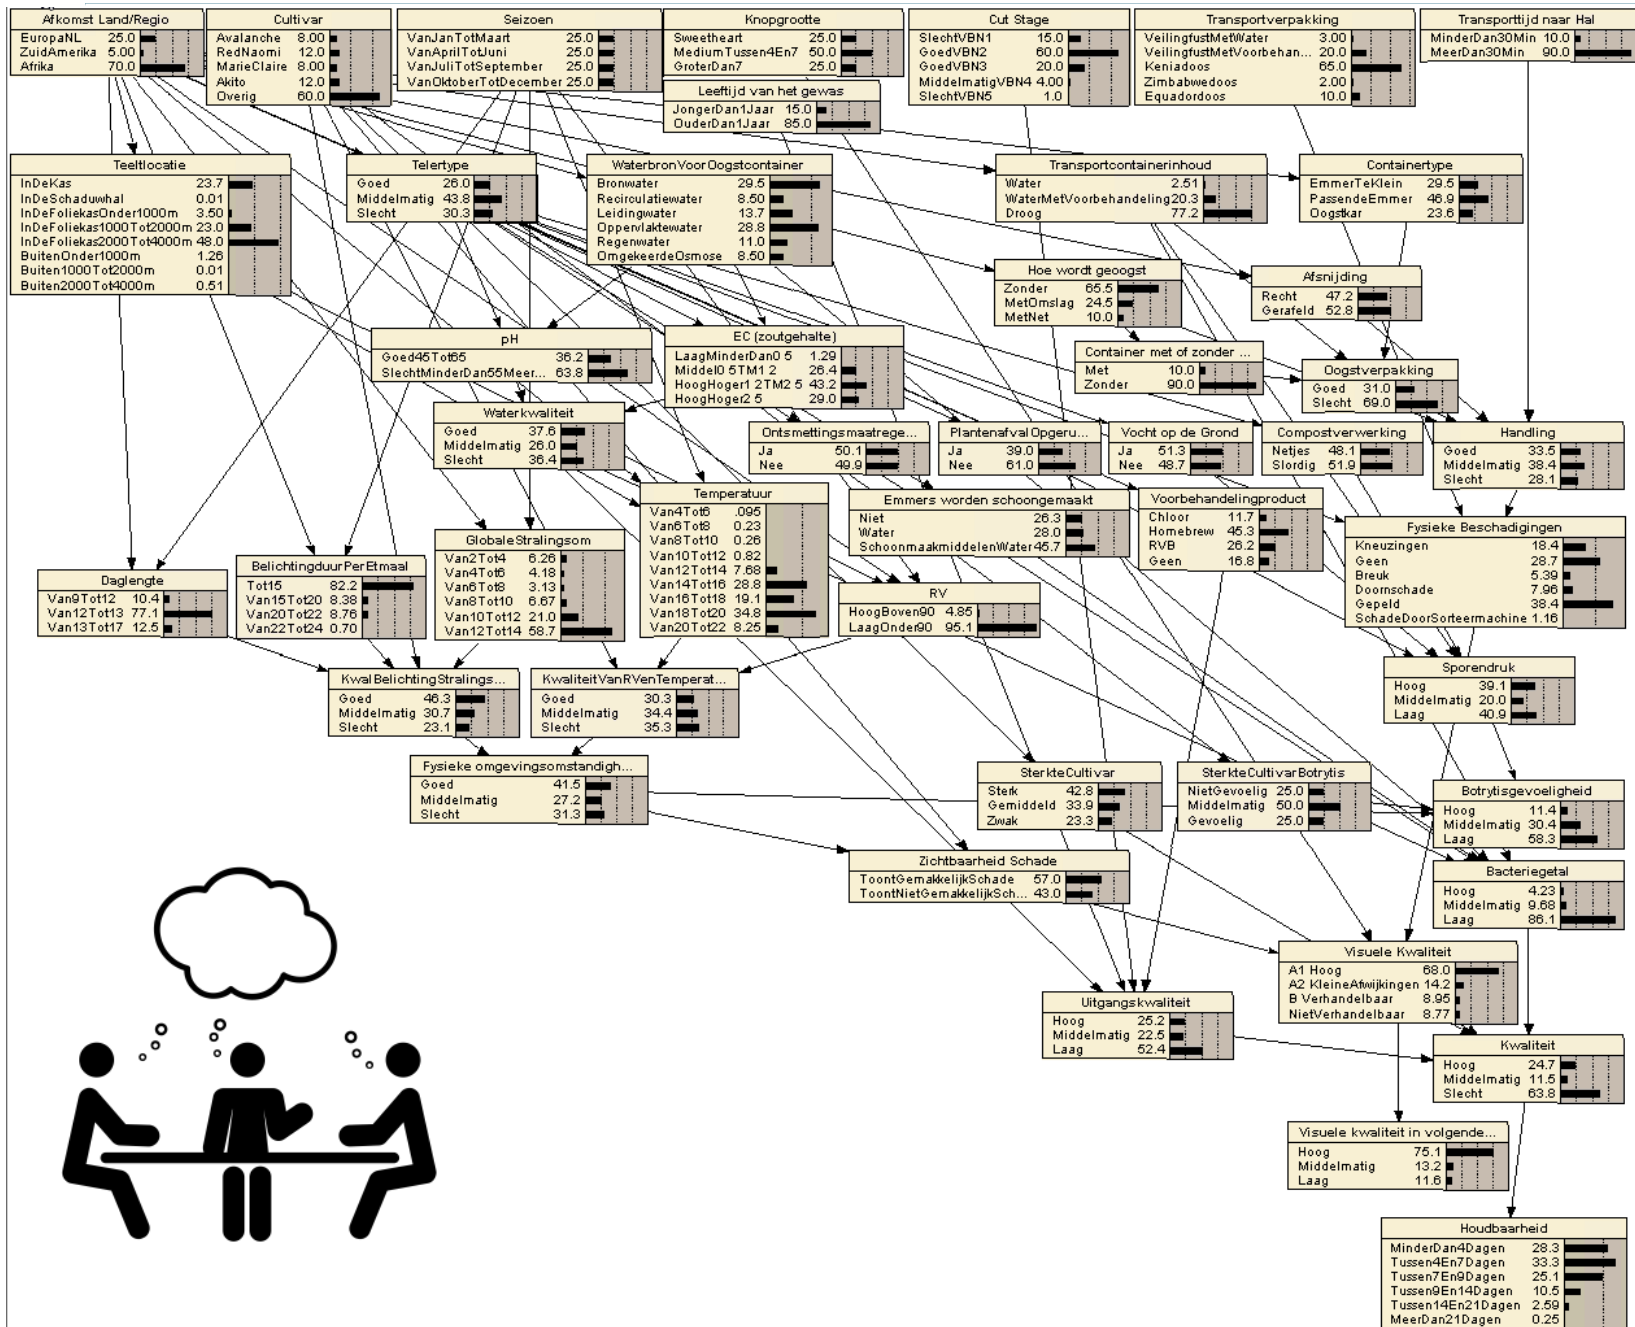 Afkomst Land/Regio
EuropaNL 25.0
ZuidAmerika 5.00
Afrika 70.0
Cultivar
Avalanche 8.00
RedNaomi 12.0
MarieClaire 8.00
Akito 12.0
Overig 60.0
Seizoen
VanJanTotMaart 25.0
VanAprilTotJuni 25.0
VanJuliTotSeptember 25.0
VanOktoberTotDecember 25.0
Knopgrootte
Sweetheart 25.0
MediumTussen4En7 50.0
GroterDan7 25.0
Cut Stage
SlechtVBN1 15.0
GoedVBN2 60.0
GoedVBN3 20.0
MiddelmatigVBN4 4.00
SlechtVBN5 1.0
Transportverpakking
VeilingfustMetWater 3.00
VeilingfustMetVoorbehan... 20.0
Keniadoos 65.0
Zimbabwedoos 2.00
Equadordoos 10.0
Transporttijd naar Hal
MinderDan30Min 10.0
MeerDan30Min 90.0
Leeftijd van het gewas
JongerDan1Jaar 15.0
OuderDan1Jaar 85.0
Teeltlocatie
InDeKas 23.7
InDeSchaduwhal 0.01
InDeFoliekasOnder1000m 3.50
InDeFoliekas1000Tot2000m 23.0
InDeFoliekas2000Tot4000m 48.0
BuitenOnder1000m 1.26
Buiten1000Tot2000m 0.01
Buiten2000Tot4000m 0.51
Telertype
Goed 26.0
Middelmatig 43.8
Slecht 30.3
WaterbronVoorOogstcontainer
Bronwater 29.5
Recirculatiewater 8.50
Leidingwater 13.7
Oppervlaktewater 28.8
Regenwater 11.0
OmgekeerdeOsmose 8.50
Transportcontainerinhoud
Water 2.51
WaterMetVoorbehandeling 20.3
Droog 77.2
Containertype
EmmerTeKlein 29.5
PassendeEmmer 46.9
Oogstkar 23.6
Hoe wordt geoogst
Zonder 65.5
MetOmslag 24.5
MetNet 10.0
Afsnijding
Recht 47.2
Gerafeld 52.8
pH
Goed45Tot65 36.2
SlechtMinderDan55Meer... 63.8
EC (zoutgehalte)
LaagMinderDan0 5 1.29
Middel0 5TM1 2 26.4
HoogHoger1 2TM2 5 43.2
HoogHoger2 5 29.0
Container met of zonder ...
Met 10.0
Zonder 90.0
Oogstverpakking
Goed 31.0
Slecht 69.0
Waterkwaliteit
Goed 37.6
Middelmatig 26.0
Slecht 36.4
Ontsmettingsmaatrege...
Ja 50.1
Nee 49.9
PlantenafvalOpgeru...
Ja 39.0
Nee 61.0
Vocht op de Grond
Ja 51.3
Nee 48.7
Compostverwerking
Netjes 48.1
Slordig 51.9
Handling
Goed 33.5
Middelmatig 38.4
Slecht 28.1
Temperatuur
Van4Tot6 .095
Van6Tot8 0.23
Van8Tot10 0.26
Van10Tot12 0.82
Van12Tot14 7.68
Van14Tot16 28.8
Van16Tot18 19.1
Van18Tot20 34.8
Van20Tot22 8.25
Emmers worden schoongemaakt
Niet 26.3
Water 28.0
SchoonmaakmiddelenWater 45.7
Voorbehandelingproduct
Chloor 11.7
Homebrew 45.3
RVB 26.2
Geen 16.8
Fysieke Beschadigingen
Kneuzingen 18.4
Geen 28.7
Breuk 5.39
Doornschade 7.96
Gepeld 38.4
SchadeDoorSorteermachine 1.16
GlobaleStralingsom
Van2Tot4 6.26
Van4Tot6 4.18
Van6Tot8 3.13
Van8Tot10 6.67
Van10Tot12 21.0
Van12Tot14 58.7
Daglengte
Van9Tot12 10.4
Van12Tot13 77.1
Van13Tot17 12.5
BelichtingduurPerEtmaal
Tot15 82.2
Van15Tot20 8.38
Van20Tot22 8.76
Van22Tot24 0.70
RV
HoogBoven90 4.85
LaagOnder90 95.1
KwalBelichtingStralings...
Goed 46.3
Middelmatig 30.7
Slecht 23.1
KwaliteitVanRVenTemperat...
Goed 30.3
Middelmatig 34.4
Slecht 35.3
Sporendruk
Hoog 39.1
Middelmatig 20.0
Laag 40.9
Fysieke omgevingsomstandigh...
Goed 41.5
Middelmatig 27.2
Slecht 31.3
SterkteCultivar
Sterk 42.8
Gemiddeld 33.9
Zwak 23.3
SterkteCultivarBotrytis
NietGevoelig 25.0
Middelmatig 50.0
Gevoelig 25.0
Botrytisgevoeligheid
Hoog 11.4
Middelmatig 30.4
Laag 58.3
Zichtbaarheid Schade
ToontGemakkelijkSchade 57.0
ToontNietGemakkelijkSch... 43.0
Bacteriegetal
Hoog 4.23
Middelmatig 9.68
Laag 86.1
Visuele Kwaliteit
A1 Hoog 68.0
A2 KleineAfwijkingen 14.2
B Verhandelbaar 8.95
NietVerhandelbaar 8.77
Uitgangskwaliteit
Hoog 25.2
Middelmatig 22.5
Laag 52.4
Kwaliteit
Hoog 24.7
Middelmatig 11.5
Slecht 63.8
Visuele kwaliteit in volgende...
Hoog 75.1
Middelmatig 13.2
Laag 11.6
Houdbaarheid
MinderDan4Dagen 28.3
Tussen4En7Dagen 33.3
Tussen7En9Dagen 25.1
Tussen9En14Dagen 10.5
Tussen14En21Dagen 2.59
MeerDan21Dagen 0.25